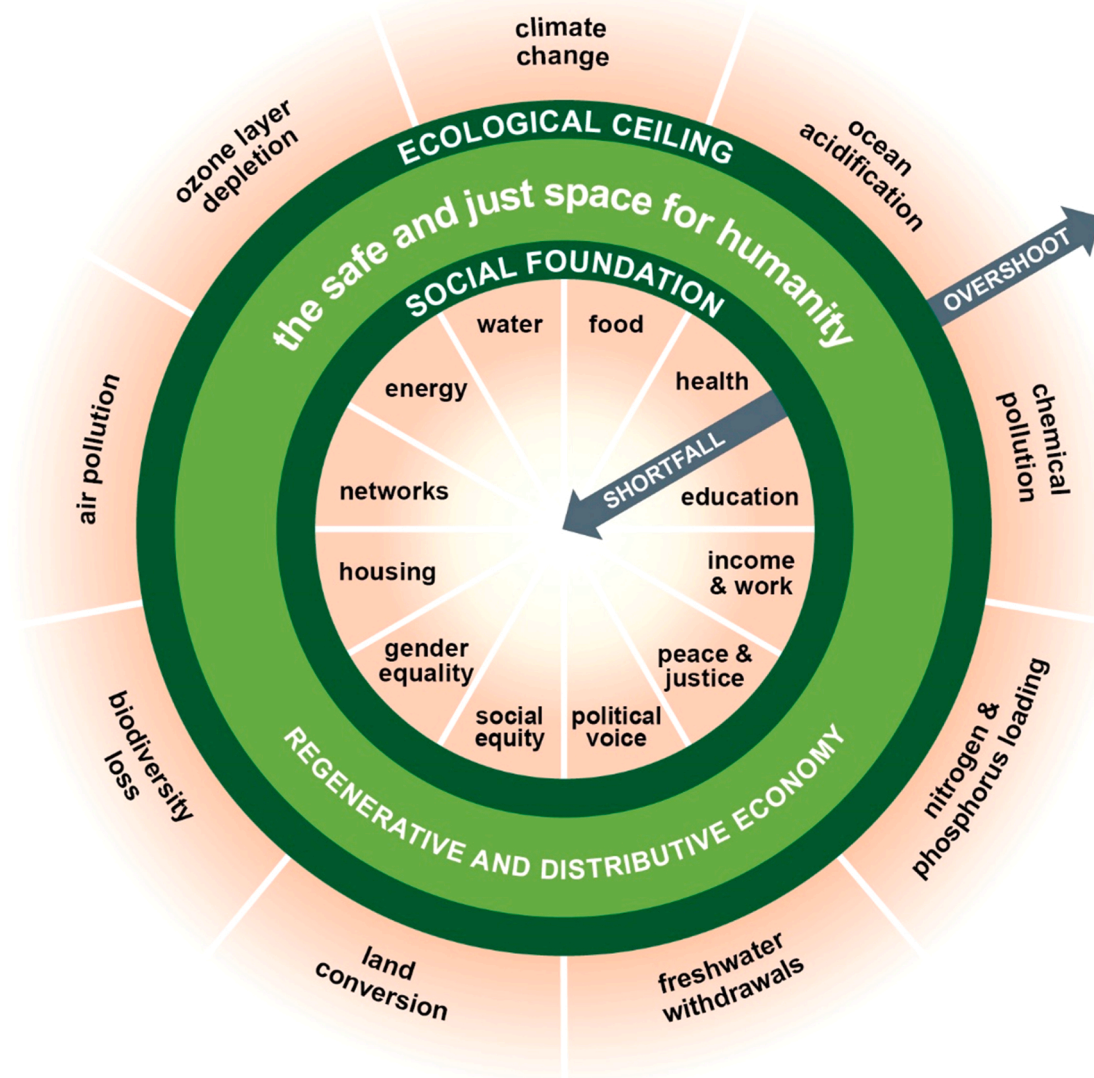 climate
change
ozone layer
depletion
ocean
acidification
ECOLOGICAL CEILING
the safe and just space for humanity
OVERSHOOT
SOCIAL FOUNDATION
water
food
energy
health
SHORTFALL
air pollution
chemical
pollution
networks
education
housing
income
& work
gender
equality
peace &
justice
social
equity
political
voice
biodiversity
loss
nitrogen &
phosphorus loading
REGENERATIVE AND DISTRIBUTIVE ECONOMY
land
conversion
freshwater
withdrawals